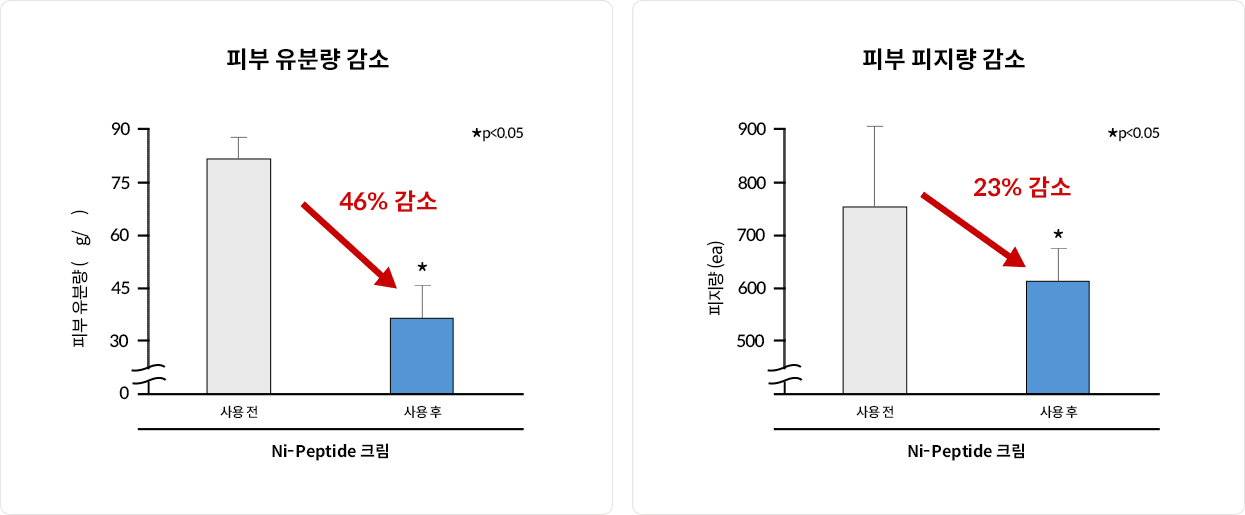 피부 유분량 감소
90
75
60
45
30
0
피부 유분량 ( g/ )
*p<0.05
46% 감소
*
사용 전
사용 후
Ni-Peptide 크림
피부 피지량 감소
900
800
700
600
500
피지량 (ea)
*p<0.05
23% 감소
*
사용 전
사용 후
Ni-Peptide 크림